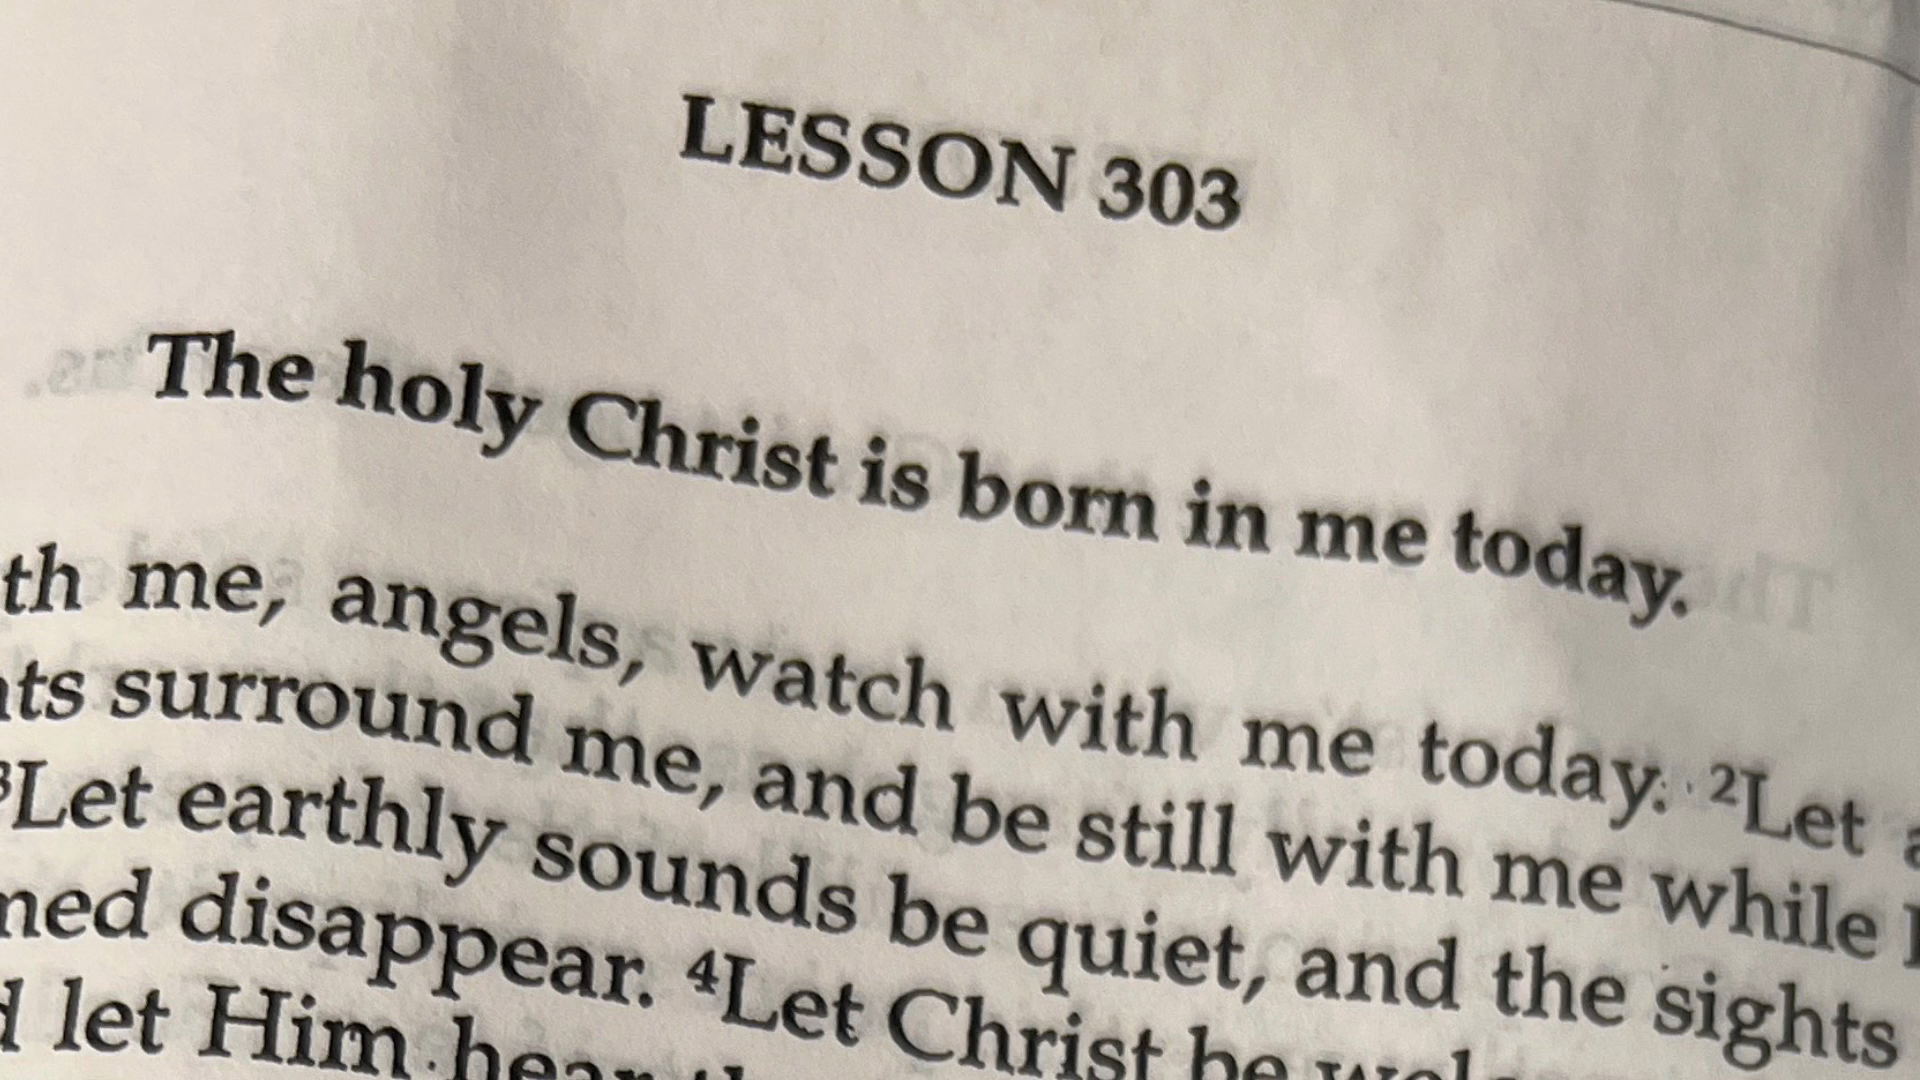 LESSON 303
The holy Christ is born in me today.
th me, angels, watch with me today. ²Let
ts surround me, and be still with me while
³Let earthly sounds be quiet, and the sights
ned disappear. ⁴Let Christ be
let Him hear